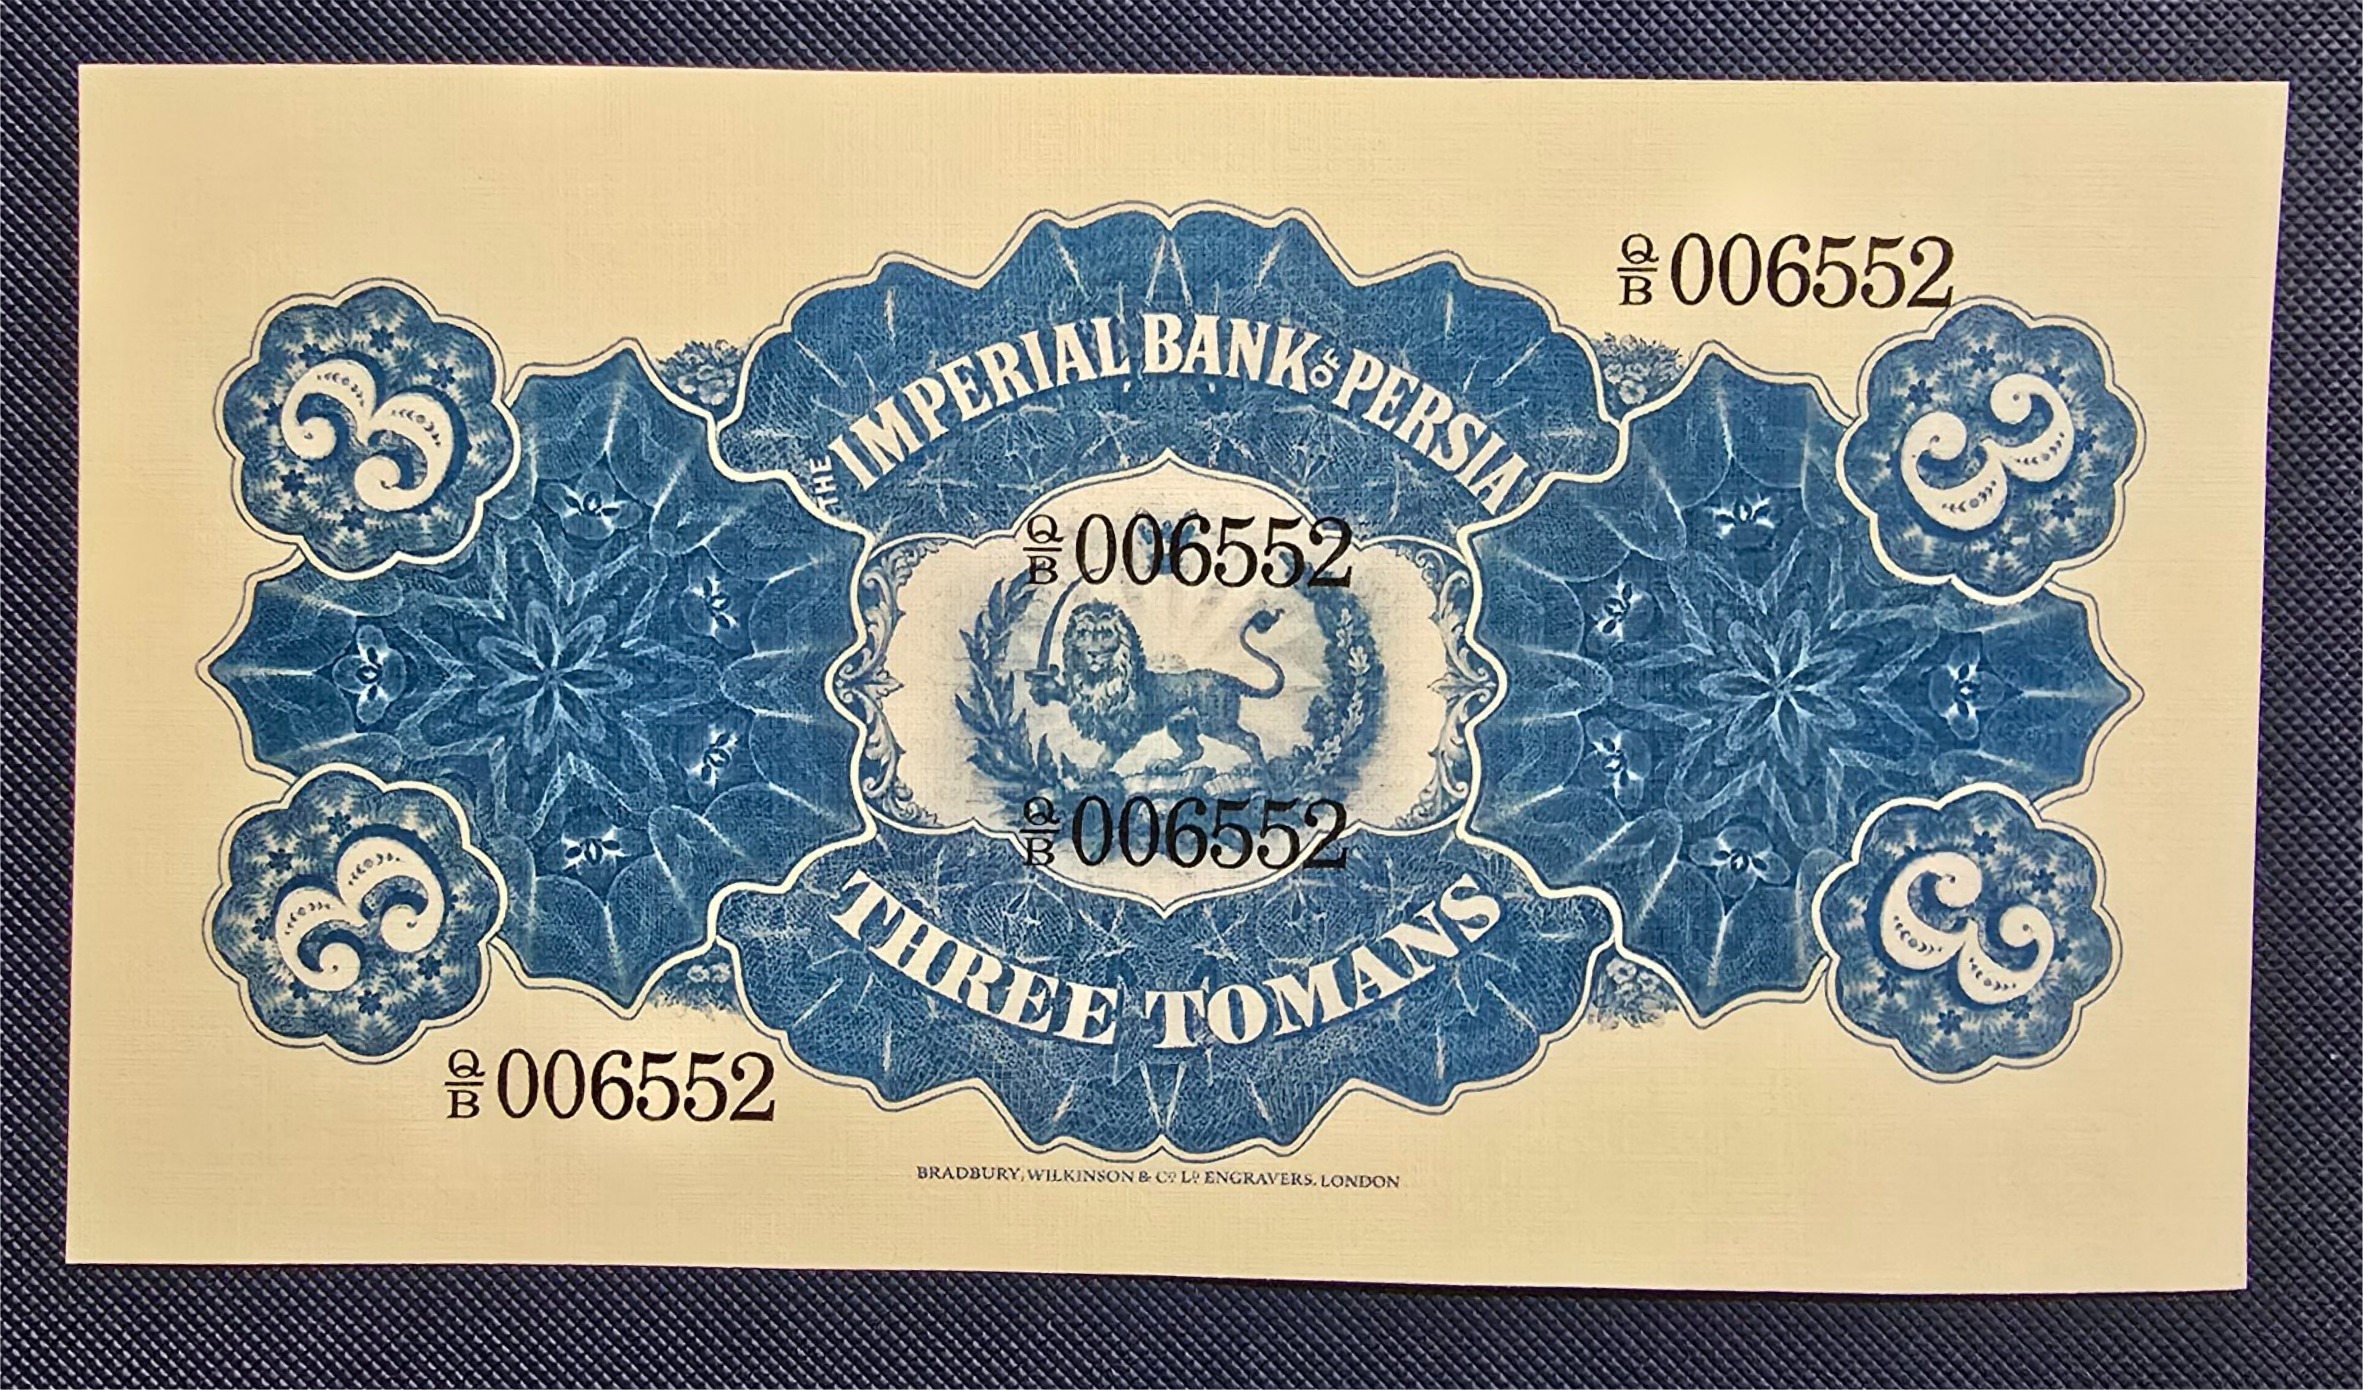 Q/B 006552
THE IMPERIAL BANK OF PERSIA
3 3
Q/B 006552
Q/B 006552
3 3
THREE TOMANS
Q/B 006552
BRADBURY, WILKINSON & Cº Lº ENGRAVERS. LONDON